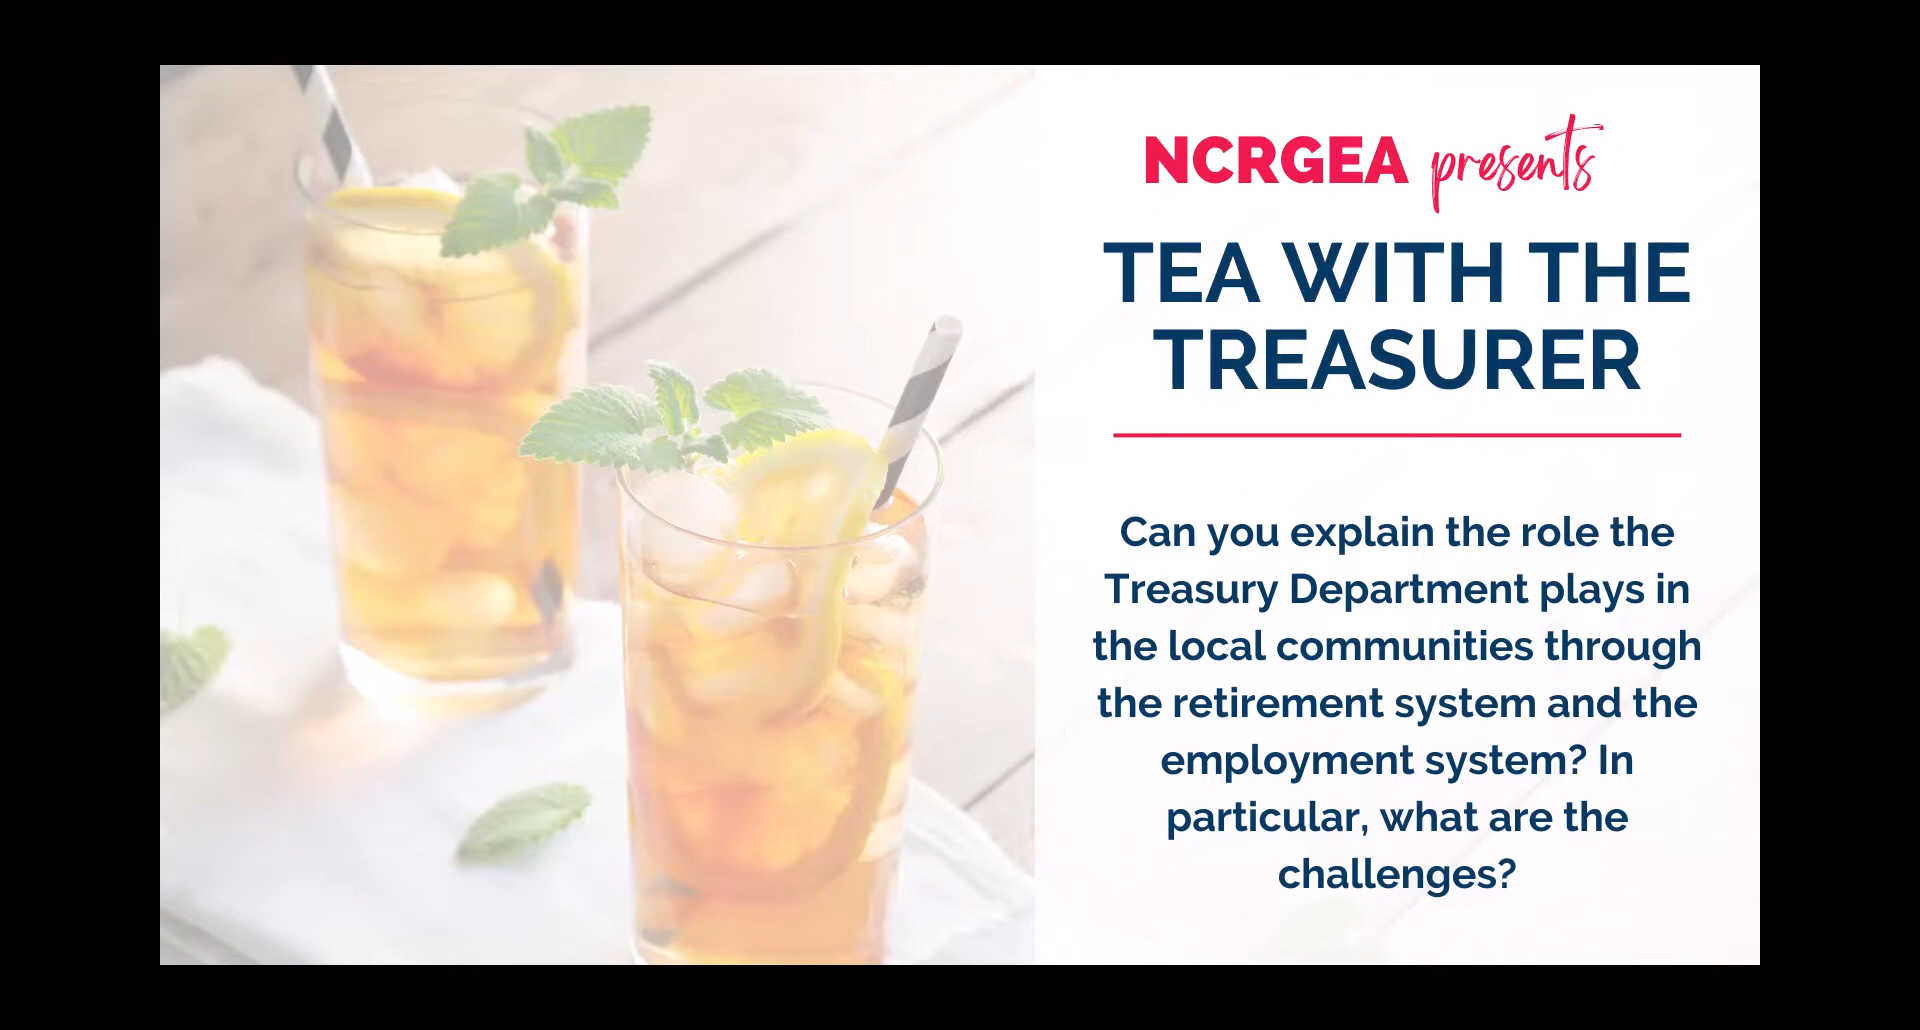 NCRGEA presents
TEA WITH THE
TREASURER
Can you explain the role the
Treasury Department plays in
the local communities through
the retirement system and the
employment system? In
particular, what are the
challenges?